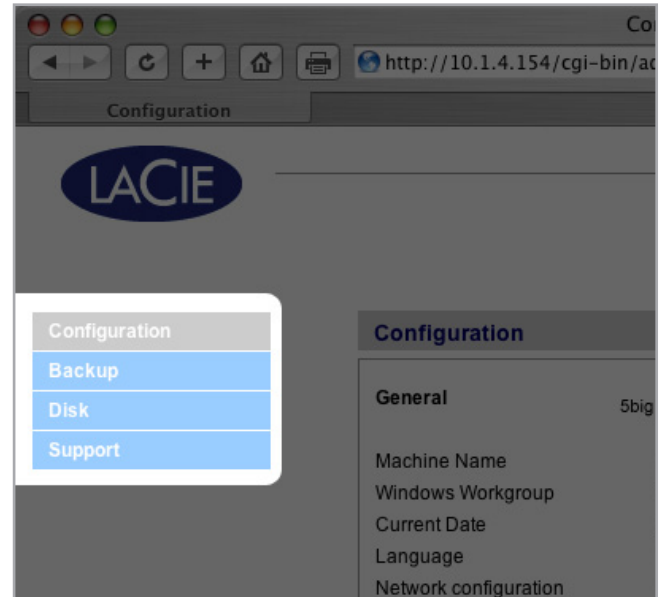 Co
http://10.1.4.154/cgi-bin/ad
Configuration
LACIE
Configuration
Backup
Disk
Support
Configuration
General
5big
Machine Name
Windows Workgroup
Current Date
Language
Network configuration